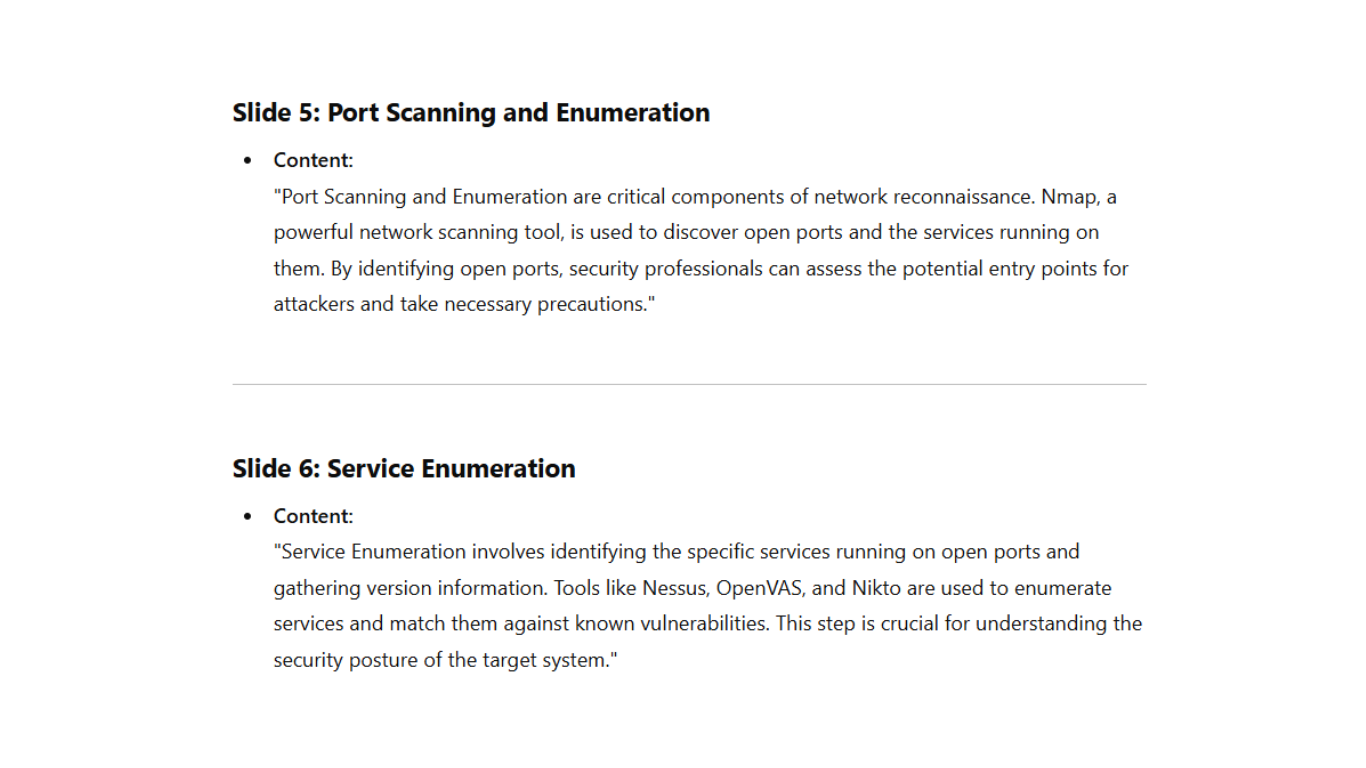 Slide 5: Port Scanning and Enumeration
• Content:
"Port Scanning and Enumeration are critical components of network reconnaissance. Nmap, a
powerful network scanning tool, is used to discover open ports and the services running on
them. By identifying open ports, security professionals can assess the potential entry points for
attackers and take necessary precautions."
Slide 6: Service Enumeration
• Content:
"Service Enumeration involves identifying the specific services running on open ports and
gathering version information. Tools like Nessus, OpenVAS, and Nikto are used to enumerate
services and match them against known vulnerabilities. This step is crucial for understanding the
security posture of the target system."